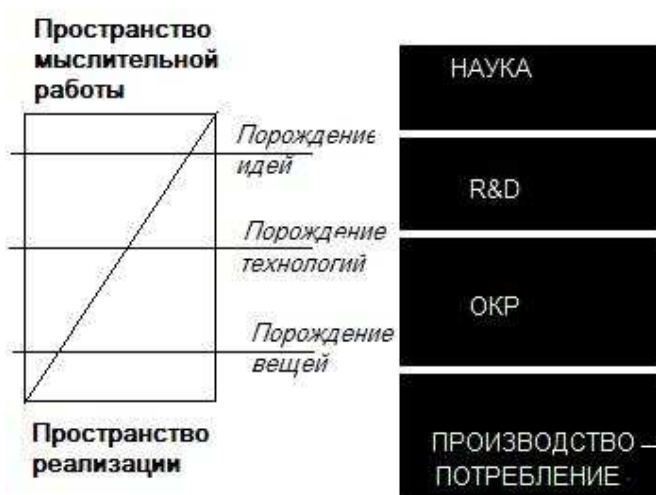 Пространство
мыслительной
работы
Порождение
идей
Порождение
технологий
Порождение
вещей
Пространство
реализации
НАУКА
R&D
ОКР
ПРОИЗВОДСТВО –
ПОТРЕБЛЕНИЕ